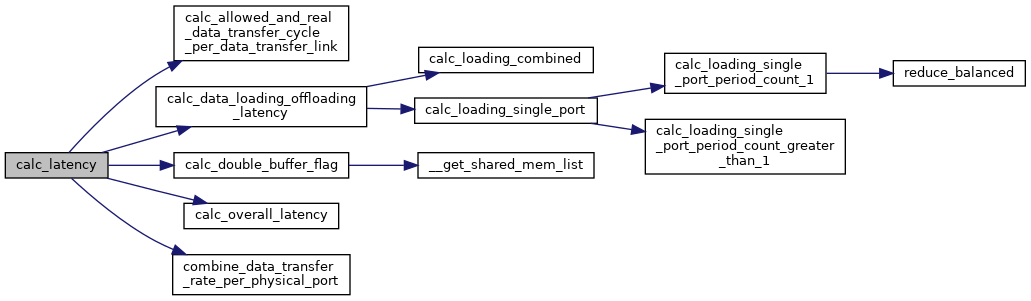 calc_latency
calc_allowed_and_real
_data_transfer_cycle
_per_data_transfer_link
calc_data_loading_offloading
_latency
calc_double_buffer_flag
calc_overall_latency
combine_data_transfer
_rate_per_physical_port
calc_loading_combined
calc_loading_single_port
__get_shared_mem_list
calc_loading_single
_port_period_count_1
calc_loading_single
_port_period_count_greater
_than_1
reduce_balanced